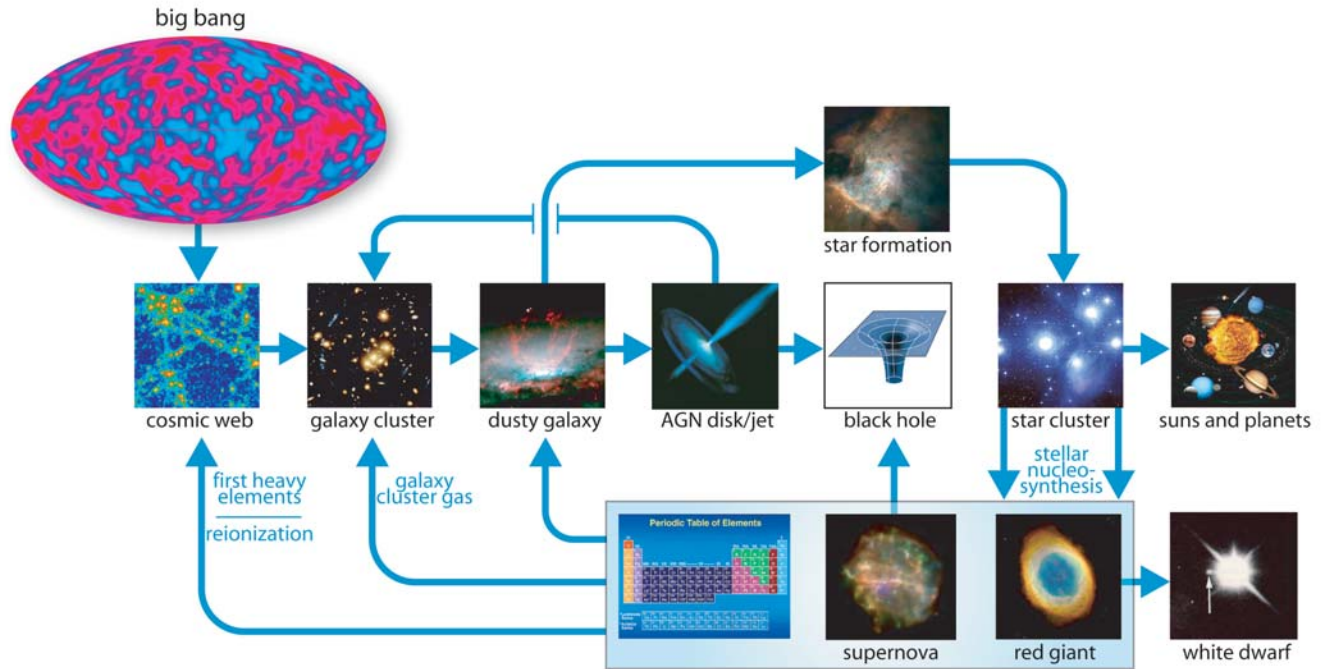 big bang
star formation
cosmic web
galaxy cluster
dusty galaxy
AGN disk/jet
black hole
star cluster
suns and planets
first heavy
elements
reionization
galaxy
cluster gas
stellar
nucleo-
synthesis
Periodic Table of Elements
supernova
red giant
white dwarf